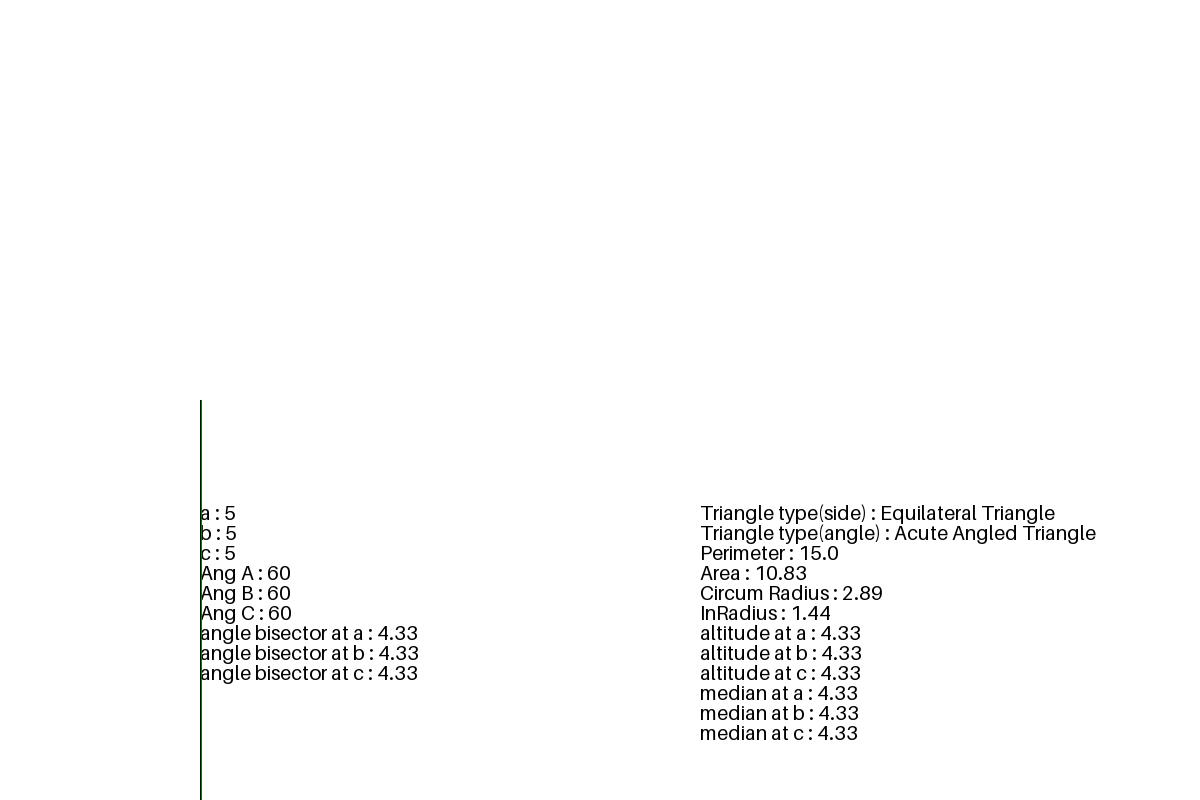 a : 5
b : 5
c : 5
Ang A : 60
Ang B : 60
Ang C : 60
angle bisector at a : 4.33
angle bisector at b : 4.33
angle bisector at c : 4.33
Triangle type(side) : Equilateral Triangle
Triangle type(angle) : Acute Angled Triangle
Perimeter : 15.0
Area : 10.83
Circum Radius : 2.89
InRadius : 1.44
altitude at a : 4.33
altitude at b : 4.33
altitude at c : 4.33
median at a : 4.33
median at b : 4.33
median at c : 4.33